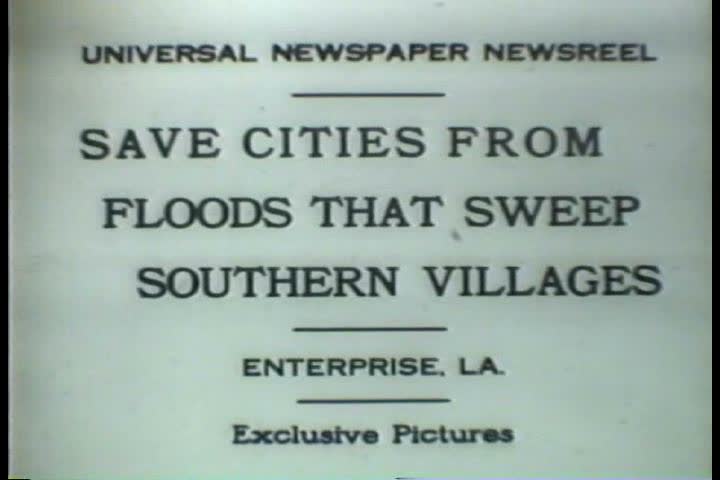 UNIVERSAL NEWSPAPER NEWSREEL
SAVE CITIES FROM
FLOODS THAT SWEEP
SOUTHERN VILLAGES
ENTERPRISE, LA.
Exclusive Pictures